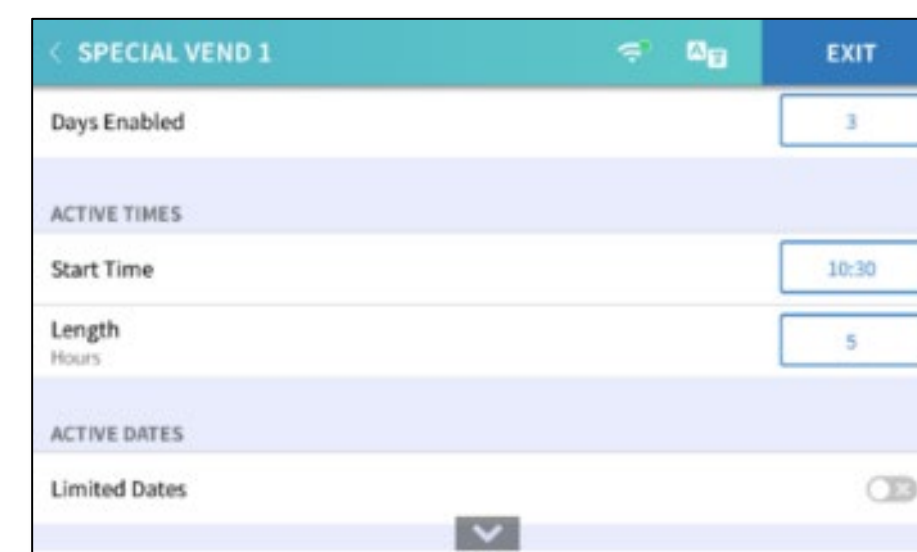 SPECIAL VEND 1
EXIT
Days Enabled
3
ACTIVE TIMES
Start Time
10:30
Length
Hours
5
ACTIVE DATES
Limited Dates